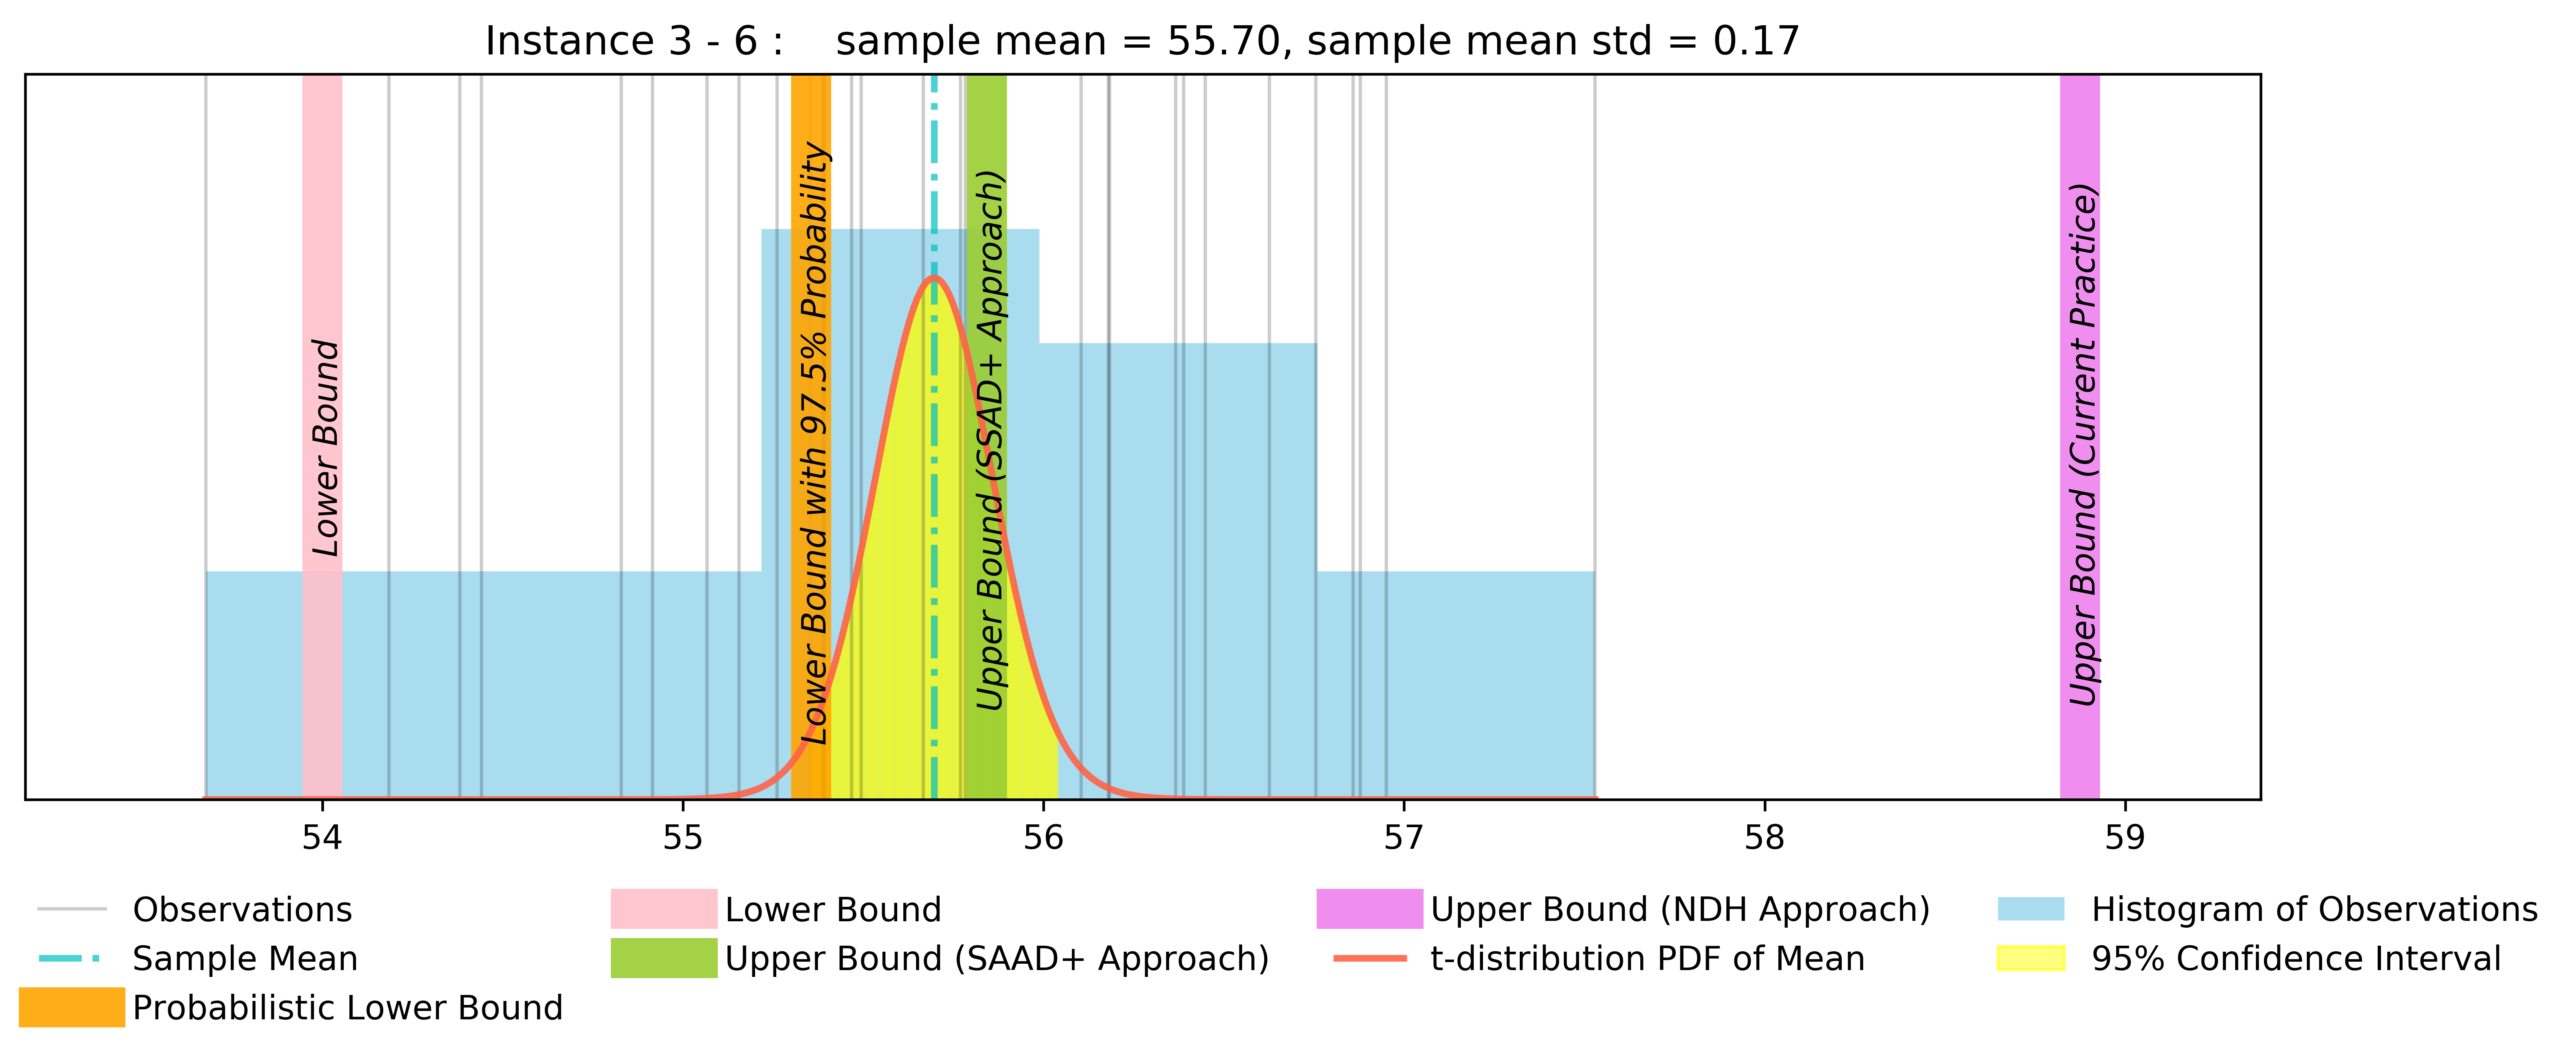 Instance 3 - 6 :    sample mean = 55.70, sample mean std = 0.17
Lower Bound
Lower Bound with 97.5% Probability
Upper Bound (SSAD+ Approach)
Upper Bound (Current Practice)
54 55 56 57 58 59
Observations
Sample Mean
Probabilistic Lower Bound
Lower Bound
Upper Bound (SAAD+ Approach)
Upper Bound (NDH Approach)
t-distribution PDF of Mean
Histogram of Observations
95% Confidence Interval